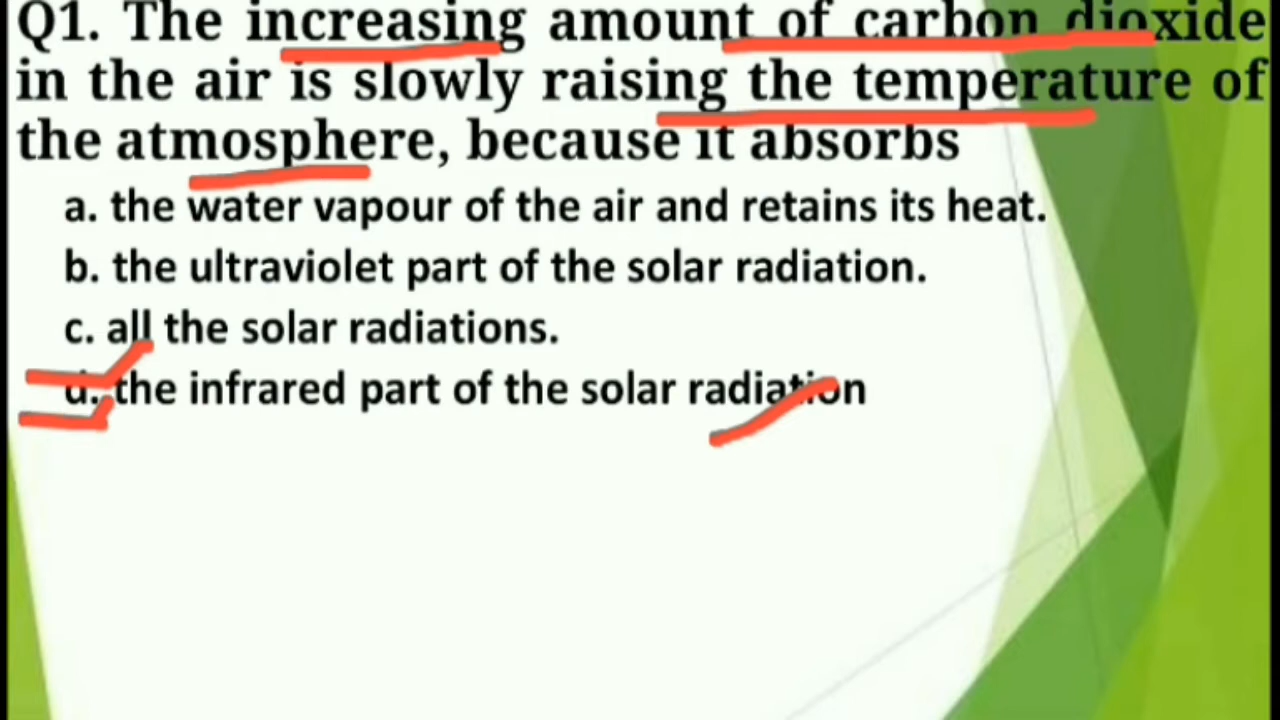 Q1. The increasing amount of carbon dioxide
in the air is slowly raising the temperature of
the atmosphere, because it absorbs
a. the water vapour of the air and retains its heat.
b. the ultraviolet part of the solar radiation.
c. all the solar radiations.
d. the infrared part of the solar radiation